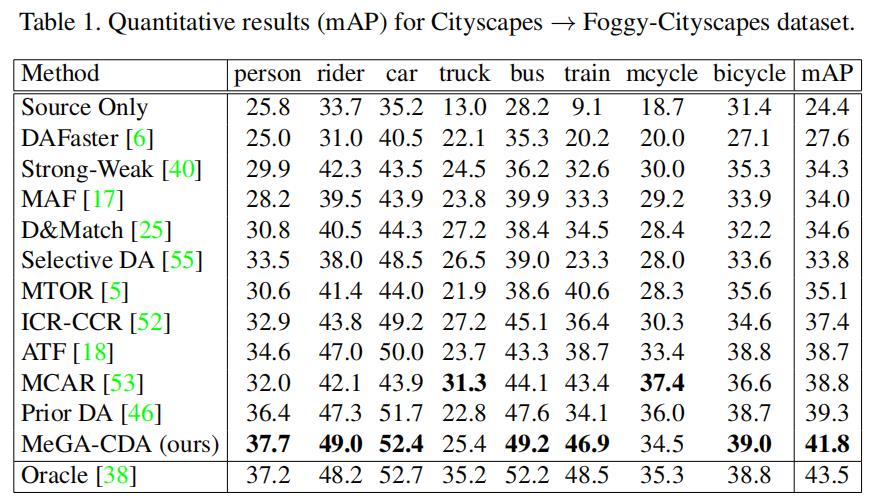 Table 1. Quantitative results (mAP) for Cityscapes → Foggy-Cityscapes dataset.
Method person rider car truck bus train mcycle bicycle mAP
Source Only 25.8 33.7 35.2 13.0 28.2 9.1 18.7 31.4 24.4
DAFaster [6] 25.0 31.0 40.5 22.1 35.3 20.2 20.0 27.1 27.6
Strong-Weak [40] 29.9 42.3 43.5 24.5 36.2 32.6 30.0 35.3 34.3
MAF [17] 28.2 39.5 43.9 23.8 39.9 33.3 29.2 33.9 34.0
D&Match [25] 30.8 40.5 44.3 27.2 38.4 34.5 28.4 32.2 34.6
Selective DA [55] 33.5 38.0 48.5 26.5 39.0 23.3 28.0 33.6 33.8
MTOR [5] 30.6 41.4 44.0 21.9 38.6 40.6 28.3 35.6 35.1
ICR-CCR [52] 32.9 43.8 49.2 27.2 45.1 36.4 30.3 34.6 37.4
ATF [18] 34.6 47.0 50.0 23.7 43.3 38.7 33.4 38.8 38.7
MCAR [53] 32.0 42.1 43.9 31.3 44.1 43.4 37.4 36.6 38.8
Prior DA [46] 36.4 47.3 51.7 22.8 47.6 34.1 36.0 38.7 39.3
MeGA-CDA (ours) 37.7 49.0 52.4 25.4 49.2 46.9 34.5 39.0 41.8
Oracle [38] 37.2 48.2 52.7 35.2 52.2 48.5 35.3 38.8 43.5